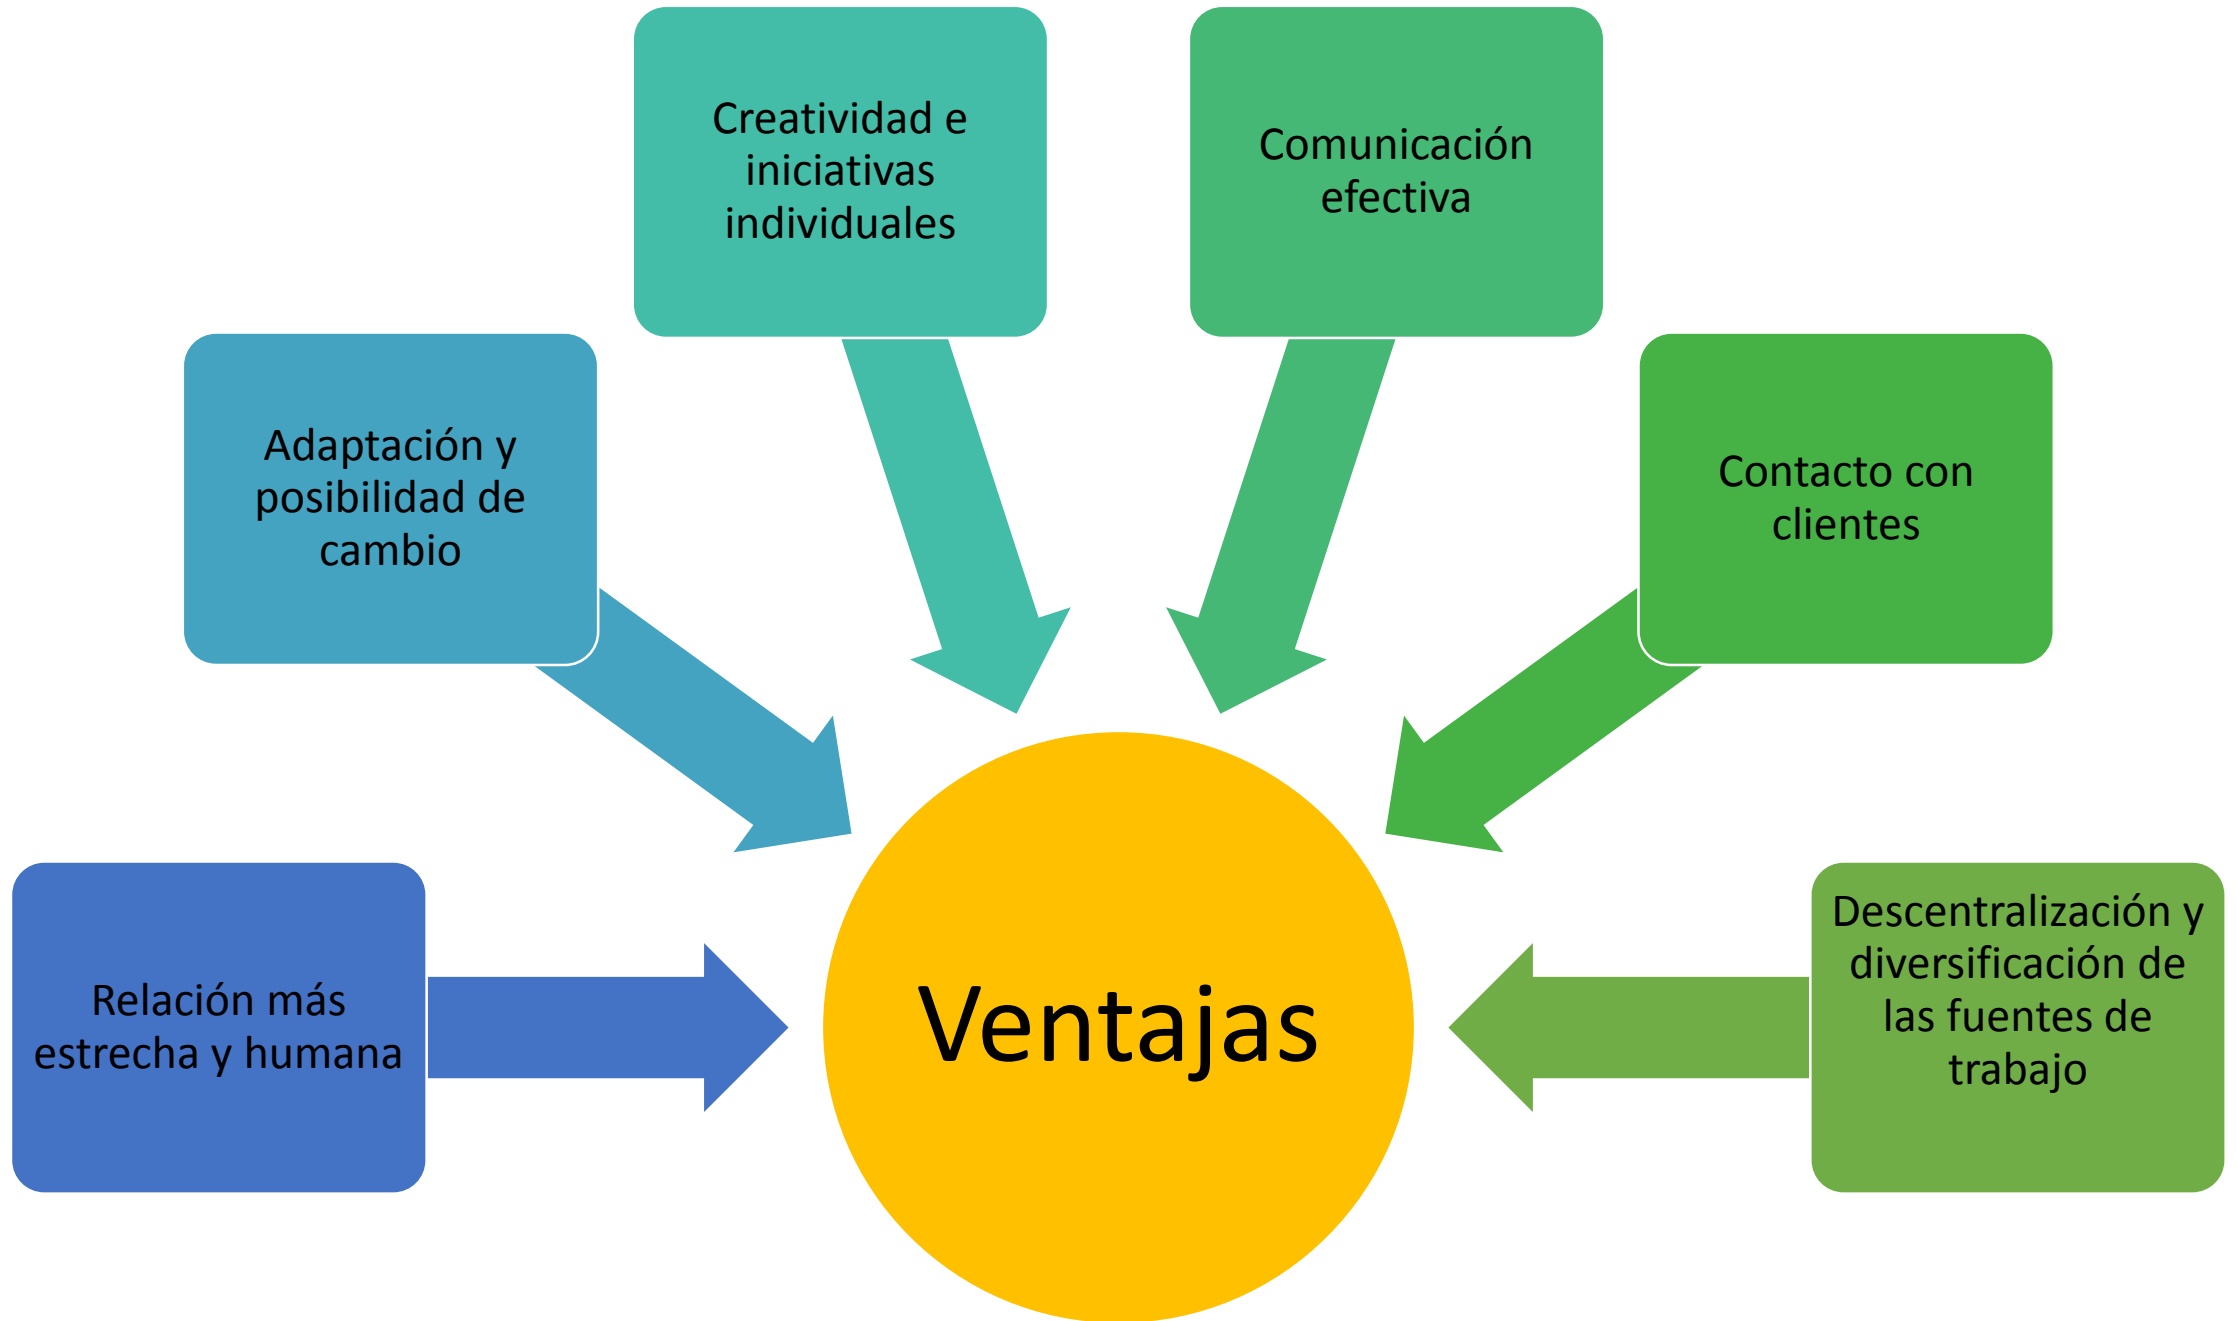 Creatividad e
iniciativas
individuales
Comunicación
efectiva
Adaptación y
posibilidad de
cambio
Contacto con
clientes
Relación más
estrecha y humana
Ventajas
Descentralización y
diversificación de
las fuentes de
trabajo